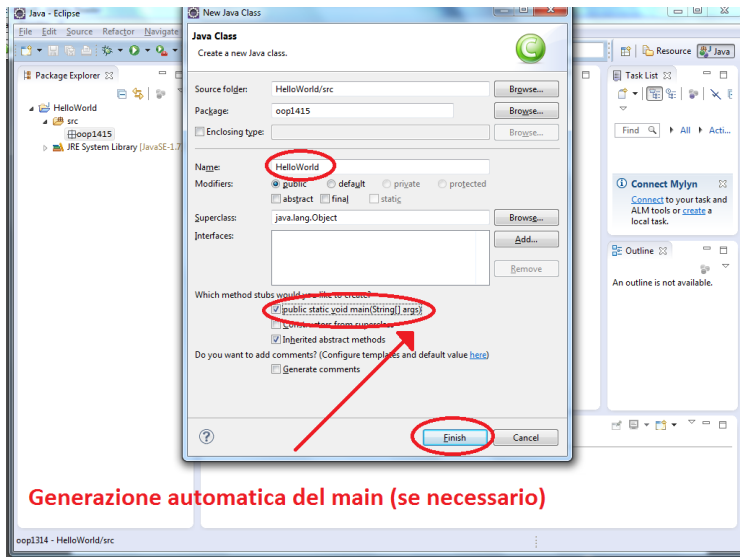 Java - Eclipse
File Edit Source Refactor Navigate
Resource Java
Package Explorer
HelloWorld
src
oop1415
JRE System Library [JavaSE-1.7
New Java Class
Java Class
Create a new Java class.
Source folder: HelloWorld/src Browse...
Package: oop1415 Browse...
Enclosing type: Browse...
Name: HelloWorld
Modifiers: public default private protected
abstract final static
Superclass: java.lang.Object Browse...
Interfaces: Add...
Remove
Which method stubs would you like to create?
public static void main(String[] args)
Constructors from superclass
Inherited abstract methods
Do you want to add comments? (Configure templates and default value here)
Generate comments
? Finish Cancel
Task List
Find All Acti...
Connect Mylyn
Connect to your task and
ALM tools or create a
local task.
Outline
An outline is not available.
Generazione automatica del main (se necessario)
oop1314 - HelloWorld/src